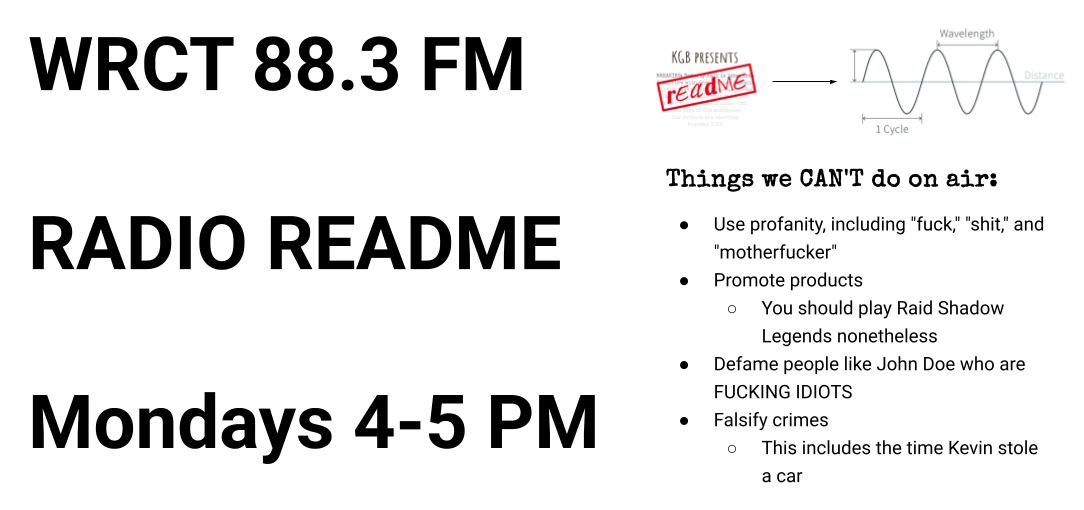 WRCT 88.3 FM
RADIO README
Mondays 4-5 PM
KGB PRESENTS
rEadME
Wavelength
Distance
1 Cycle
Things we CAN'T do on air:
● Use profanity, including "fuck," "shit," and
"motherfucker"
● Promote products
○ You should play Raid Shadow
Legends nonetheless
● Defame people like John Doe who are
FUCKING IDIOTS
● Falsify crimes
○ This includes the time Kevin stole
a car